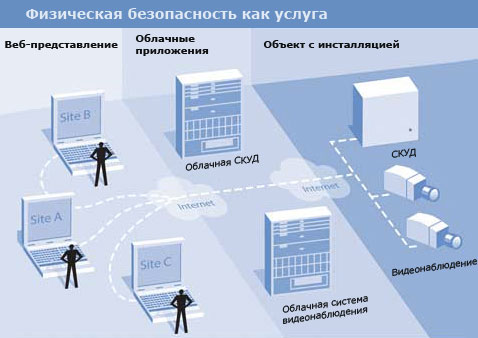 Физическая безопасность как услуга
Веб-представление
Облачные
приложения
Объект с инсталляцией
Site B
Облачная СКУД
СКУД
Internet
Site A
Internet
Site C
Облачная система
видеонаблюдения
Видеонаблюдение